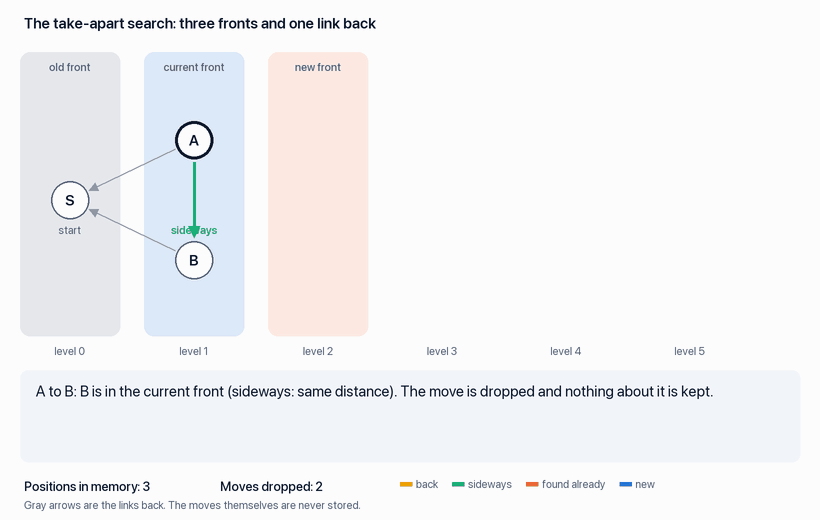 The take-apart search: three fronts and one link back
old front
current front
new front
A
S
start
sideways
B
level 0
level 1
level 2
level 3
level 4
level 5
A to B: B is in the current front (sideways: same distance). The move is dropped and nothing about it is kept.
Positions in memory: 3
Moves dropped: 2
back
sideways
found already
new
Gray arrows are the links back. The moves themselves are never stored.